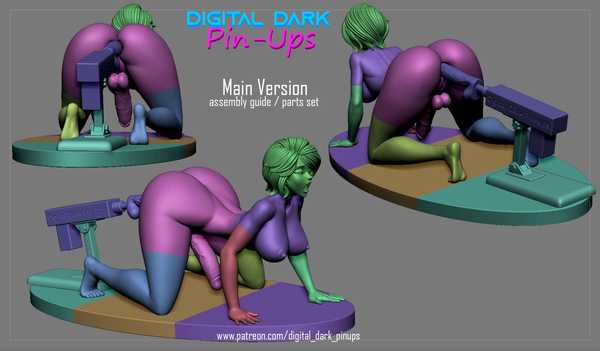 DIGITAL DARK
Pin-Ups
Main Version
assembly guide / parts set
www.patreon.com/digital_dark_pinups